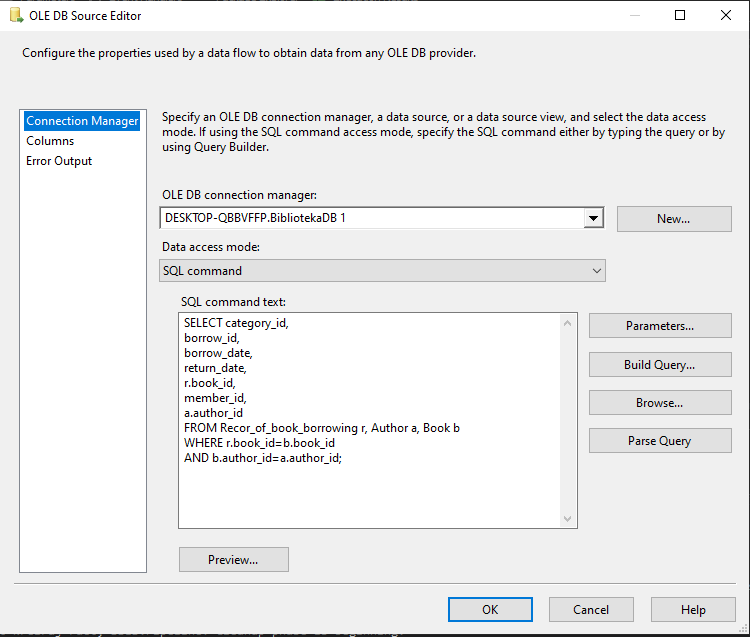 OLE DB Source Editor
Configure the properties used by a data flow to obtain data from any OLE DB provider.
Connection Manager
Columns
Error Output
Specify an OLE DB connection manager, a data source, or a data source view, and select the data access
mode. If using the SQL command access mode, specify the SQL command either by typing the query or by
using Query Builder.
OLE DB connection manager:
DESKTOP-QBBVFFP.BibliotekaDB 1
New...
Data access mode:
SQL command
SQL command text:
SELECT category_id,
borrow_id,
borrow_date,
return_date,
r.book_id,
member_id,
a.author_id
FROM Recor_of_book_borrowing r, Author a, Book b
WHERE r.book_id=b.book_id
AND b.author_id=a.author_id;
Parameters...
Build Query...
Browse...
Parse Query
Preview...
OK
Cancel
Help